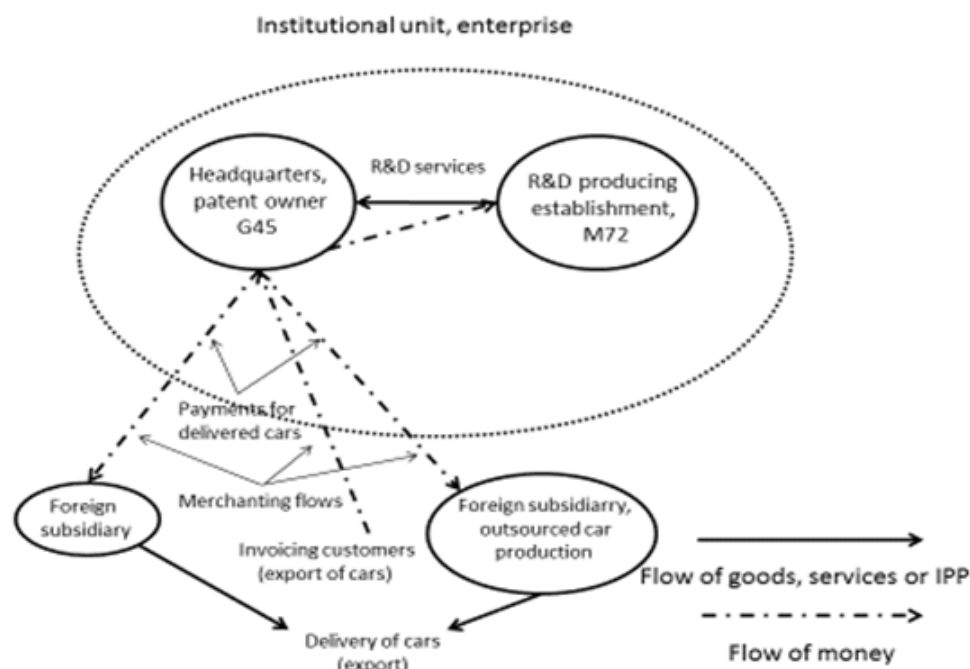 Institutional unit, enterprise
Headquarters,
patent owner
G45
R&D services
R&D producing
establishment,
M72
Payments for
delivered cars
Merchanting flows
Foreign
subsidiary
Invoicing customers
(export of cars)
Foreign subsidiarry,
outsourced car
production
Delivery of cars
(export)
Flow of goods, services or IPP
Flow of money